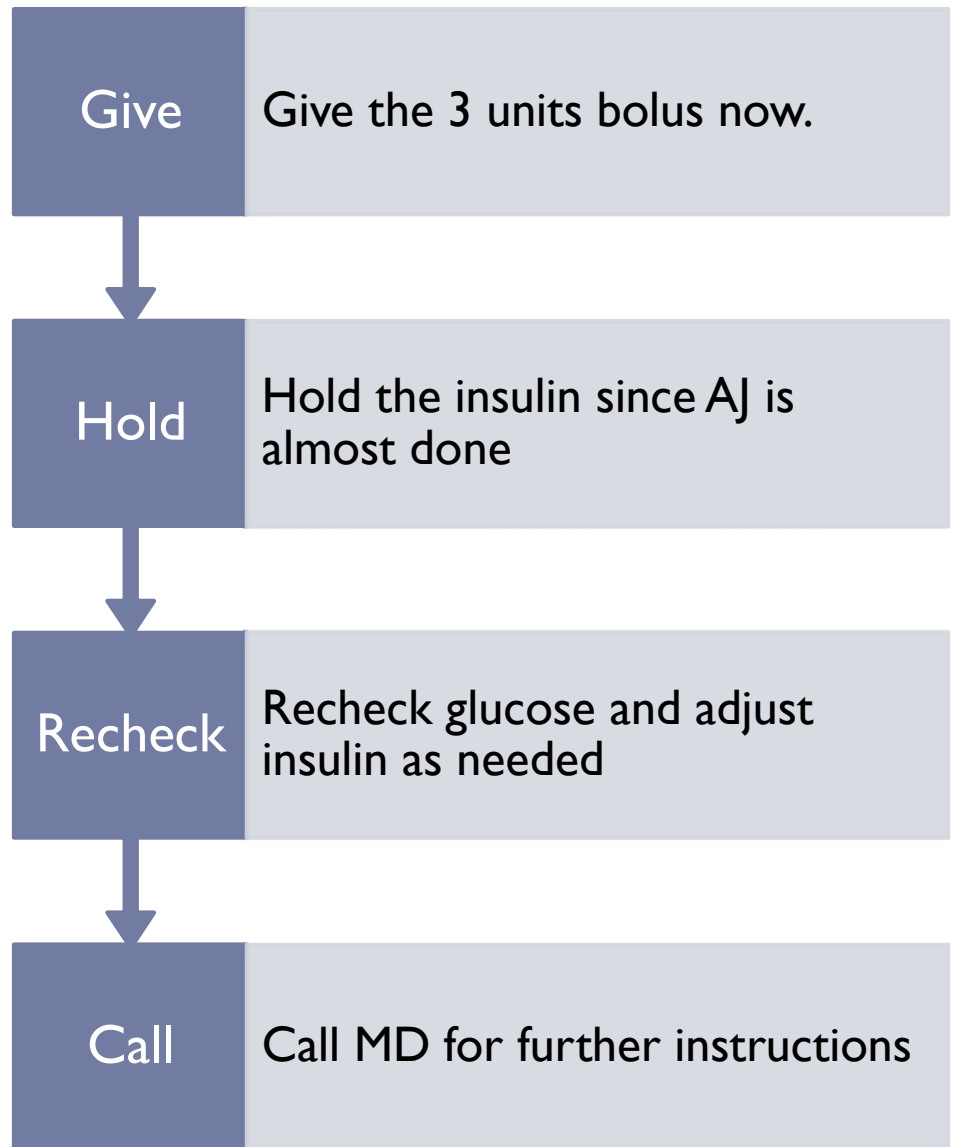 Give
Give the 3 units bolus now.
Hold
Hold the insulin since AJ is
almost done
Recheck
Recheck glucose and adjust
insulin as needed
Call
Call MD for further instructions